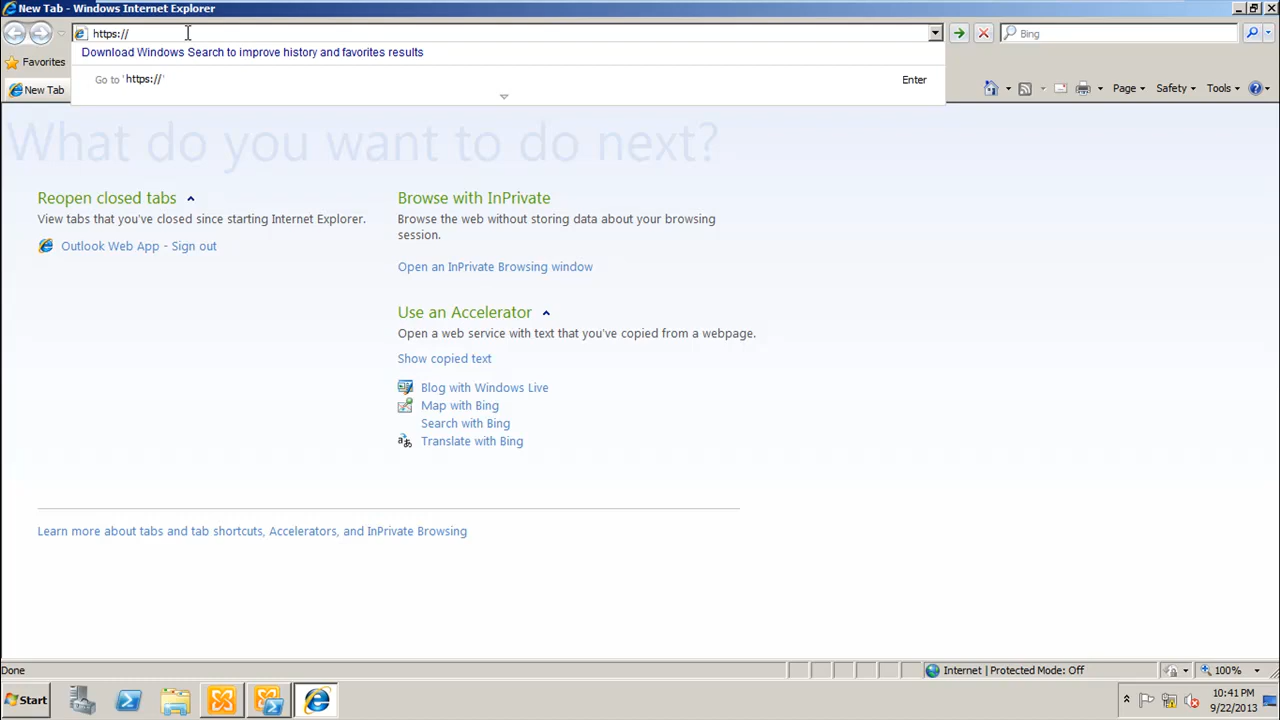 New Tab - Windows Internet Explorer
https://
Bing
Download Windows Search to improve history and favorites results
Favorites
Go to 'https://'
Enter
New Tab
Page
Safety
Tools
What do you want to do next?
Reopen closed tabs
View tabs that you've closed since starting Internet Explorer.
Outlook Web App - Sign out
Browse with InPrivate
Browse the web without storing data about your browsing
session.
Open an InPrivate Browsing window
Use an Accelerator
Open a web service with text that you've copied from a webpage.
Show copied text
Blog with Windows Live
Map with Bing
Search with Bing
Translate with Bing
Learn more about tabs and tab shortcuts, Accelerators, and InPrivate Browsing
Done
Internet | Protected Mode: Off
100%
Start
10:41 PM
9/22/2013